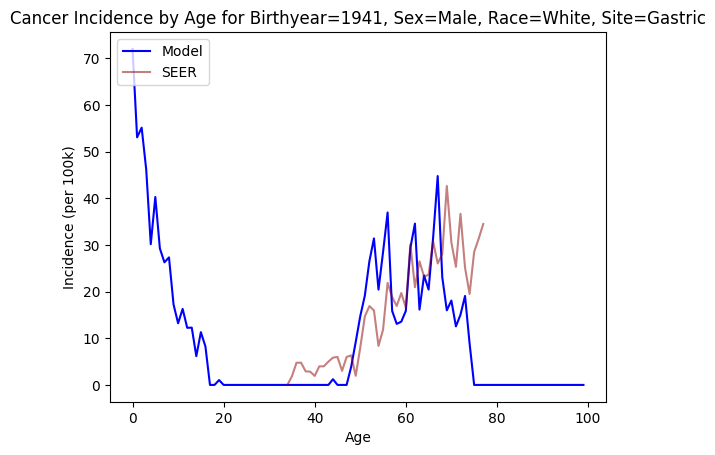 Cancer Incidence by Age for Birthyear=1941, Sex=Male, Race=White, Site=Gastric
Model
SEER
70
60
50
40
30
20
10
0
Incidence (per 100k)
0 20 40 60 80 100
Age